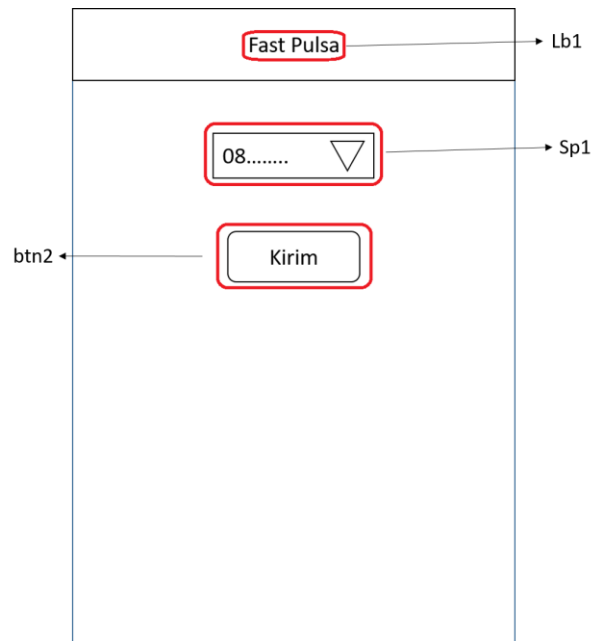 Fast Pulsa
Lb1
08........
Sp1
btn2
Kirim